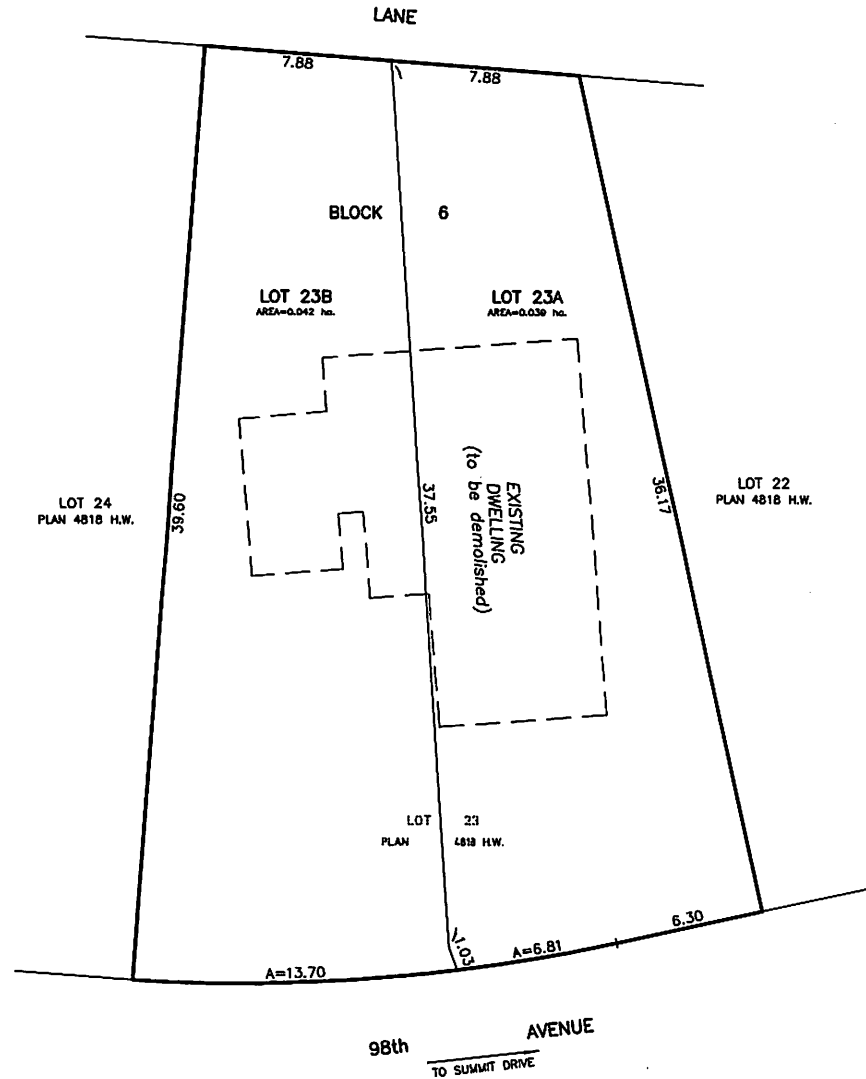 LANE
7.88
7.88
BLOCK 6
LOT 23B
AREA=0.042 ha.
LOT 23A
AREA=0.039 ha.
LOT 24
PLAN 4818 H.W.
39.60
37.55
EXISTING
DWELLING
(to be demolished)
36.17
LOT 22
PLAN 4818 H.W.
LOT 23
PLAN 4818 H.W.
1.03
A=13.70
A=6.81
6.30
98th AVENUE
TO SUMMIT DRIVE